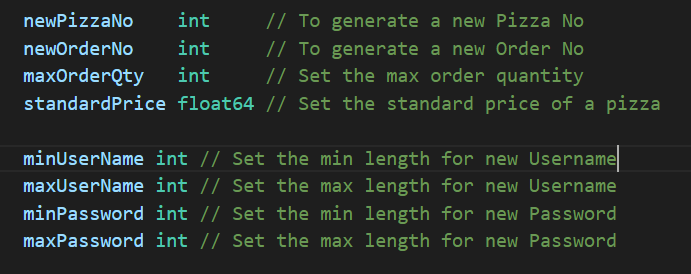 newPizzaNo    int     // To generate a new Pizza No
newOrderNo    int     // To generate a new Order No
maxOrderQty   int     // Set the max order quantity
standardPrice float64 // Set the standard price of a pizza
minUserName int // Set the min length for new Username
maxUserName int // Set the max length for new Username
minPassword int // Set the min length for new Password
maxPassword int // Set the max length for new Password